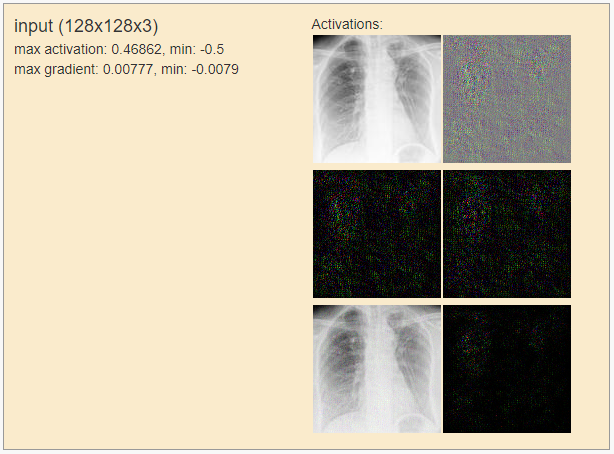 input (128x128x3)
max activation: 0.46862, min: -0.5
max gradient: 0.00777, min: -0.0079
Activations: